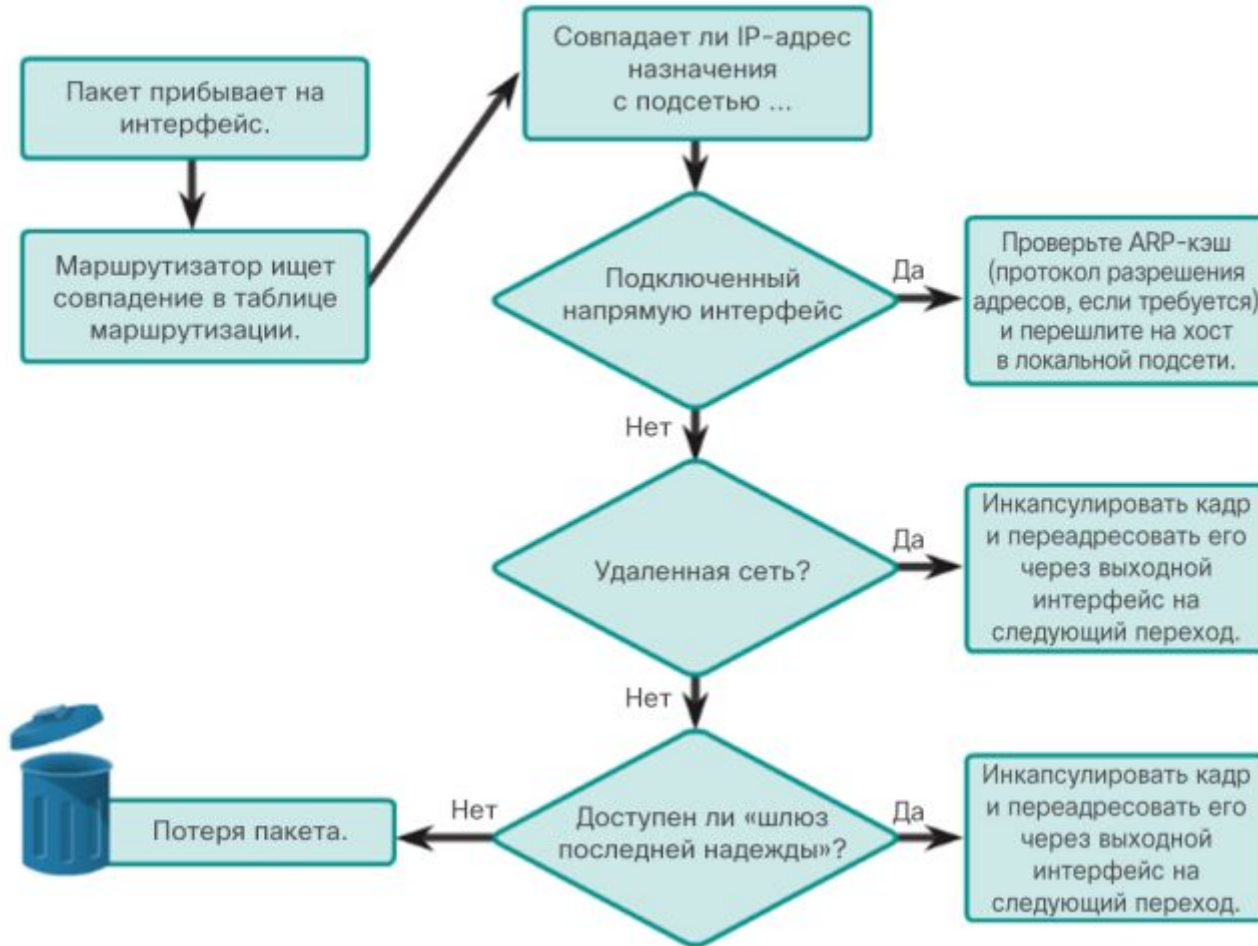 Пакет прибывает на
интерфейс.
Маршрутизатор ищет
совпадение в таблице
маршрутизации.
Совпадает ли IP-адрес
назначения
с подсетью ...
Подключенный
напрямую интерфейс
Да
Проверьте ARP-кэш
(протокол разрешения
адресов, если требуется)
и перешлите на хост
в локальной подсети.
Нет
Удаленная сеть?
Да
Инкапсулировать кадр
и переадресовать его
через выходной
интерфейс на
следующий переход.
Нет
Доступен ли «шлюз
последней надежды»?
Да
Инкапсулировать кадр
и переадресовать его
через выходной
интерфейс на
следующий переход.
Нет
Потеря пакета.